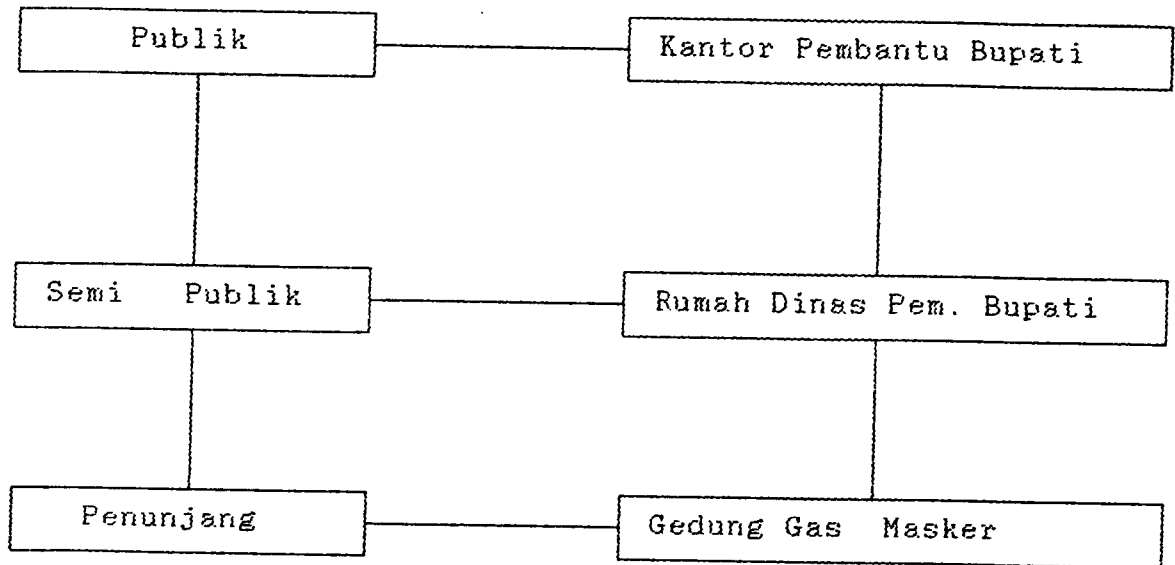 Publik
Kantor Pembantu Bupati
Semi Publik
Rumah Dinas Pem. Bupati
Penunjang
Gedung Gas Masker